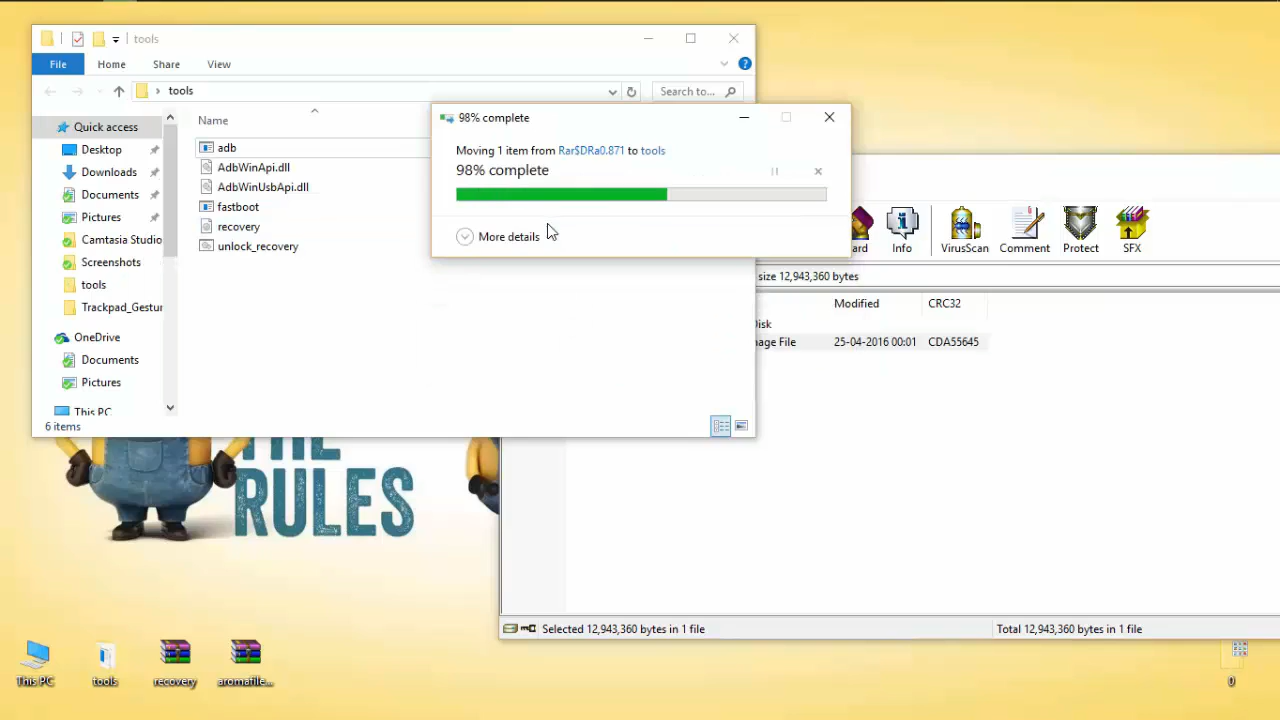 tools
File
Home
Share
View
tools
Search to...
Quick access
Desktop
Downloads
Documents
Pictures
Camtasia Studio
Screenshots
tools
Trackpad_Gestur
OneDrive
Documents
Pictures
This PC
Name
adb
AdbWinApi.dll
AdbWinUsbApi.dll
fastboot
recovery
unlock_recovery
6 items
98% complete
Moving 1 item from Rar$DRa0.871 to tools
98% complete
More details
ard
Info
VirusScan
Comment
Protect
SFX
size 12,943,360 bytes
Modified
CRC32
Disk
age File
25-04-2016 00:01
CDA55645
Selected 12,943,360 bytes in 1 file
Total 12,943,360 bytes in 1 file
THE
RULES
This PC
tools
recovery
aromafile...
0